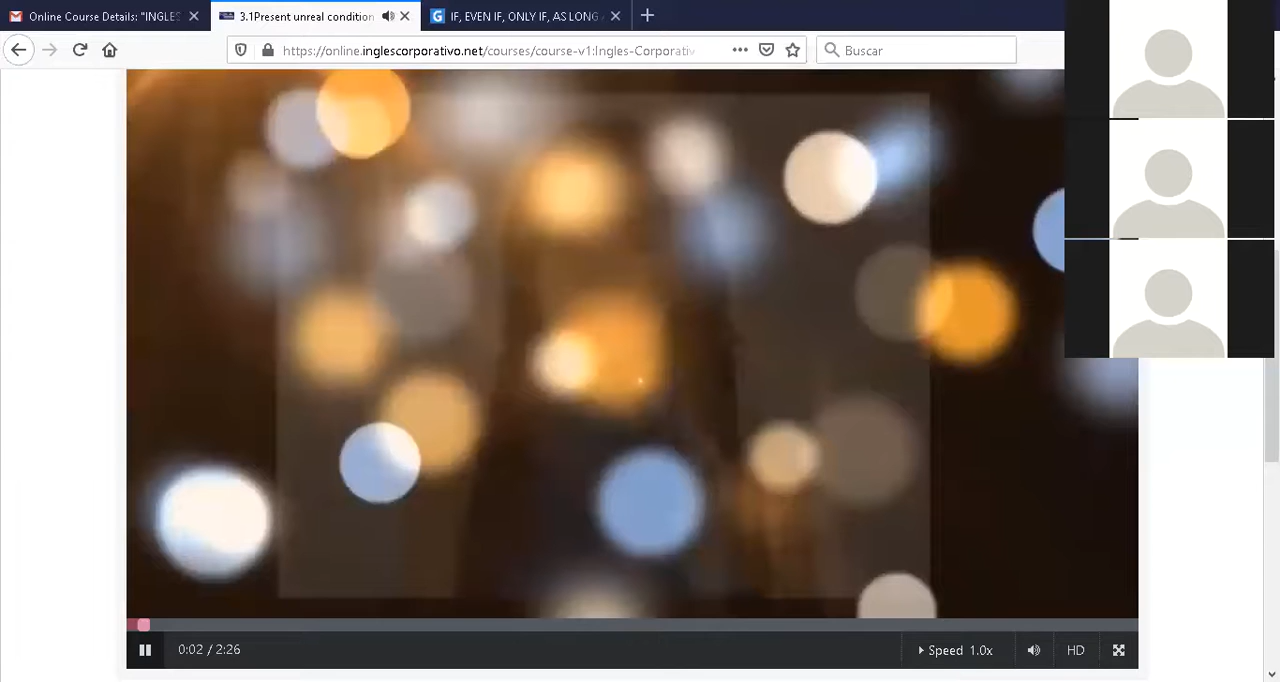 Online Course Details: "INGLES
3.1Present unreal condition
IF, EVEN IF, ONLY IF, AS LONG
https://online.inglescorporativo.net/courses/course-v1:Ingles-Corporativ
Buscar
0:02 / 2:26
Speed 1.0x
HD